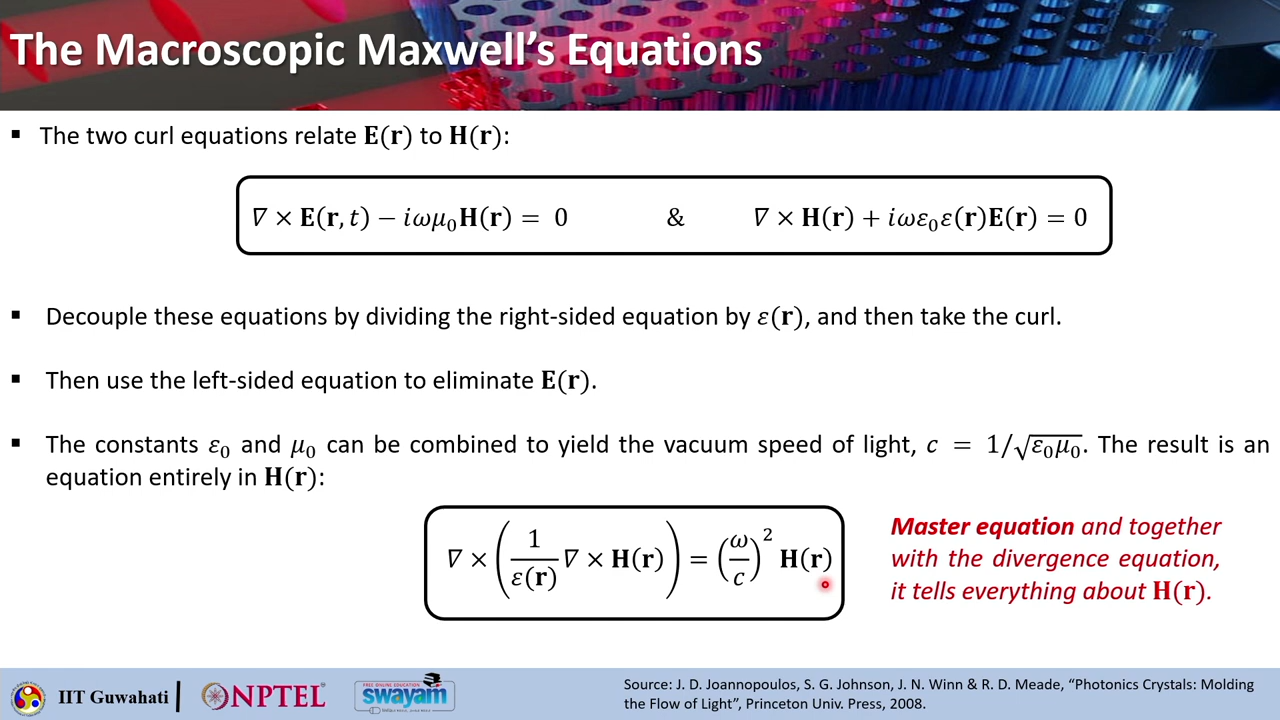 The Macroscopic Maxwell's Equations
▪ The two curl equations relate 𝐄(𝐫) to 𝐇(𝐫):
∇ × 𝐄(𝐫, 𝑡) − 𝑖𝜔𝜇₀𝐇(𝐫) = 0 & ∇ × 𝐇(𝐫) + 𝑖𝜔𝜀₀𝜀(𝐫)𝐄(𝐫) = 0
▪ Decouple these equations by dividing the right-sided equation by 𝜀(𝐫), and then take the curl.
▪ Then use the left-sided equation to eliminate 𝐄(𝐫).
▪ The constants 𝜀₀ and 𝜇₀ can be combined to yield the vacuum speed of light, 𝑐 = 1/√(𝜀₀𝜇₀). The result is an
equation entirely in 𝐇(𝐫):
∇ × (1/𝜀(𝐫) ∇ × 𝐇(𝐫)) = (𝜔/𝑐)² 𝐇(𝐫)
Master equation and together
with the divergence equation,
it tells everything about 𝐇(𝐫).
IIT Guwahati
NPTEL
FREE ONLINE EDUCATION
swayam
Source: J. D. Joannopoulos, S. G. Johnson, J. N. Winn & R. D. Meade, “Photonics Crystals: Molding
the Flow of Light”, Princeton Univ. Press, 2008.